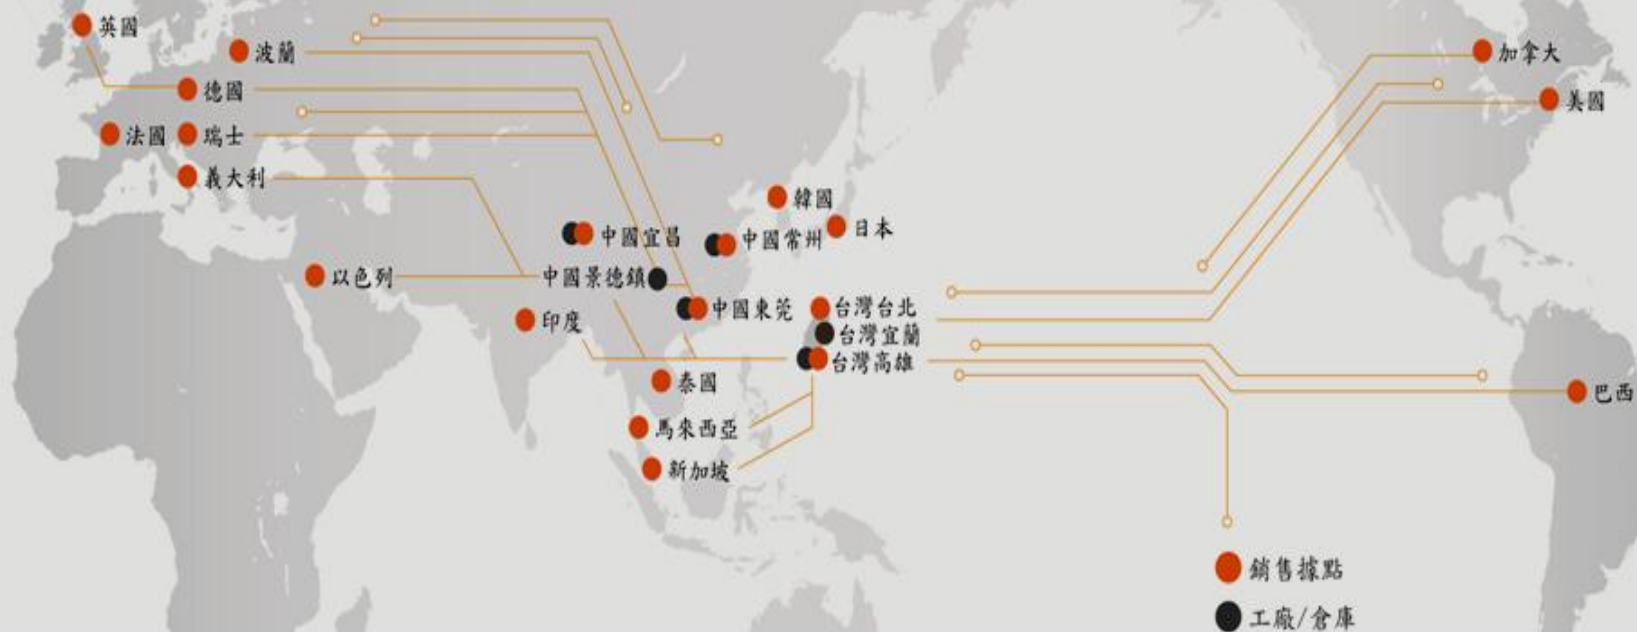 英國
波蘭
加拿大
德國
美國
法國
瑞士
義大利
韓國
日本
中國宜昌
中國常州
以色列
中國景德鎮
中國東莞
台灣台北
印度
台灣宜蘭
台灣高雄
泰國
巴西
馬來西亞
新加坡
銷售據點
工廠/倉庫